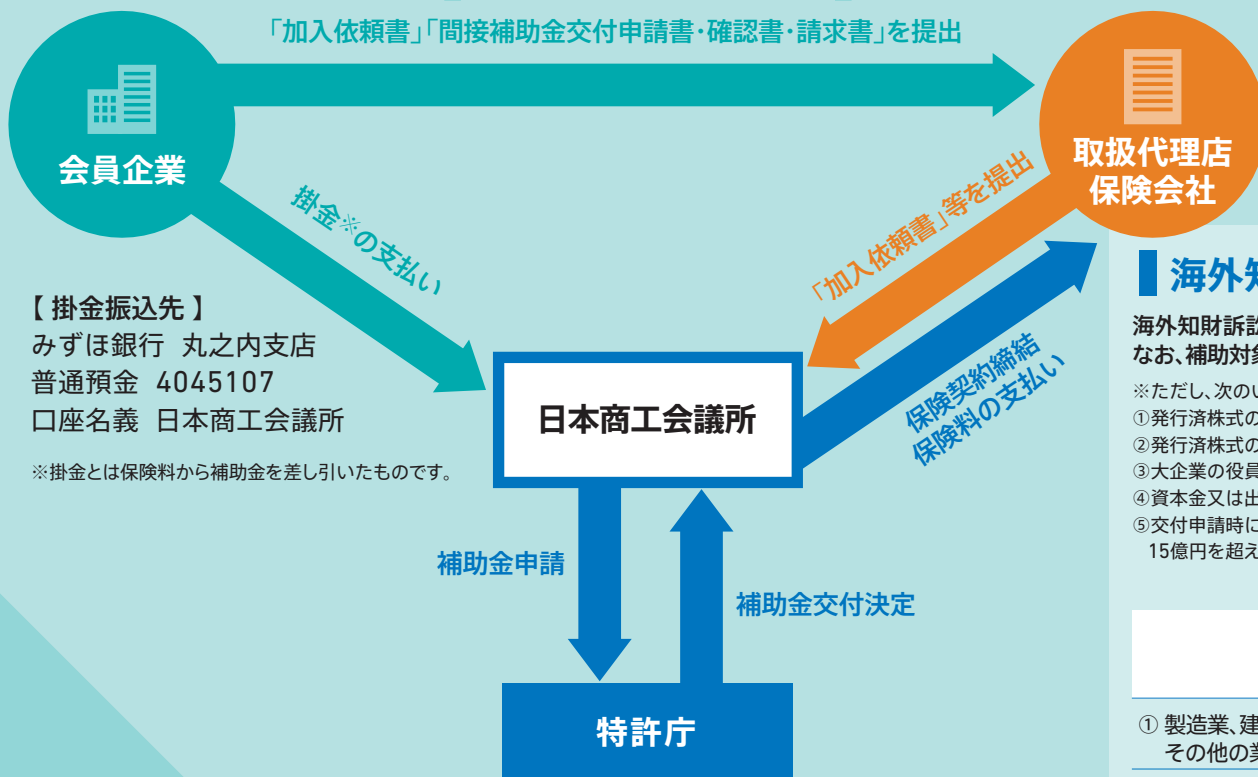 「加入依頼書」「間接補助金交付申請書・確認書・請求書」を提出
会員企業
取扱代理店
保険会社
掛金※の支払い
「加入依頼書」等を提出
保険契約締結
保険料の支払い
【 掛金振込先 】
みずほ銀行 丸之内支店
普通預金 4045107
口座名義 日本商工会議所
※掛金とは保険料から補助金を差し引いたものです。
日本商工会議所
補助金申請
補助金交付決定
特許庁
海外知
海外知財訴訟
なお、補助対象
※ただし、次のい
①発行済株式の
②発行済株式の
③大企業の役員
④資本金又は出
⑤交付申請時に
15億円を超え
① 製造業、建
その他の業